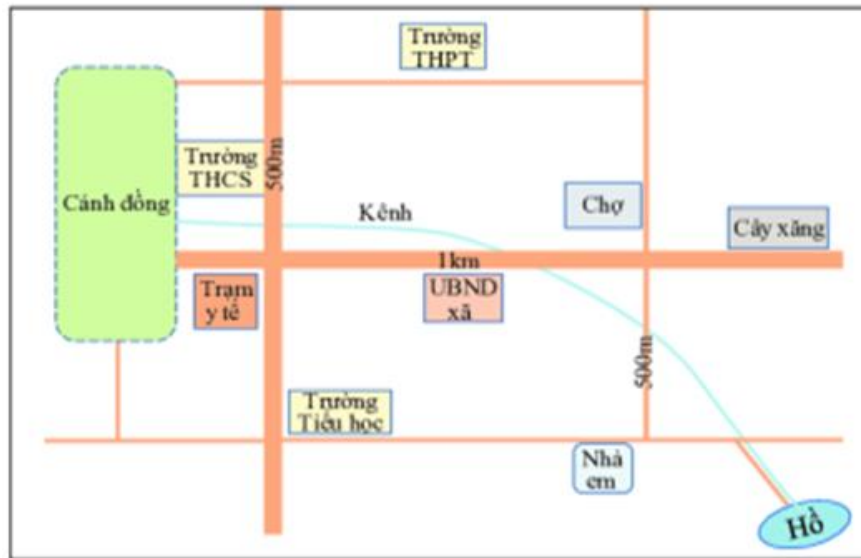 Trường
THPT
Trường
THCS
500m
Cánh đồng
Kênh
Chợ
Cây xăng
1km
Trạm
y tế
UBND
xã
500m
Trường
Tiểu học
Nhà
em
Hồ